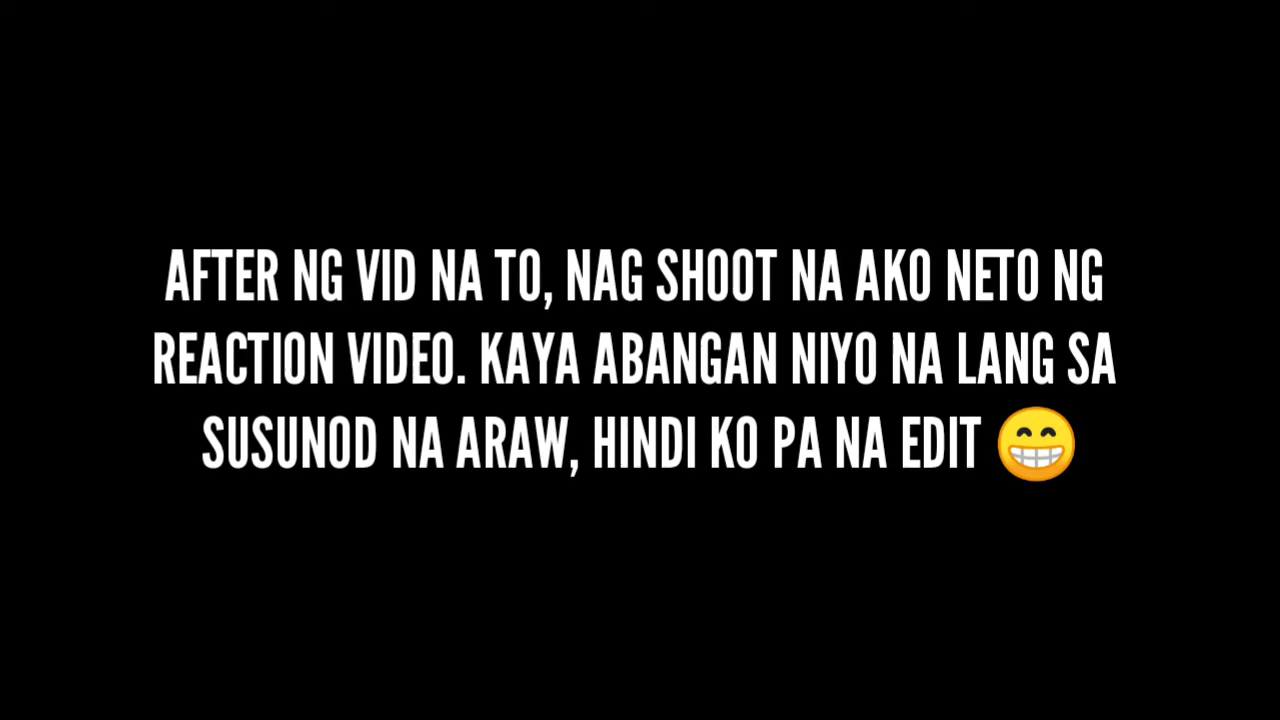 AFTER NG VID NA TO, NAG SHOOT NA AKO NETO NG
REACTION VIDEO. KAYA ABANGAN NIYO NA LANG SA
SUSUNOD NA ARAW, HINDI KO PA NA EDIT 😁